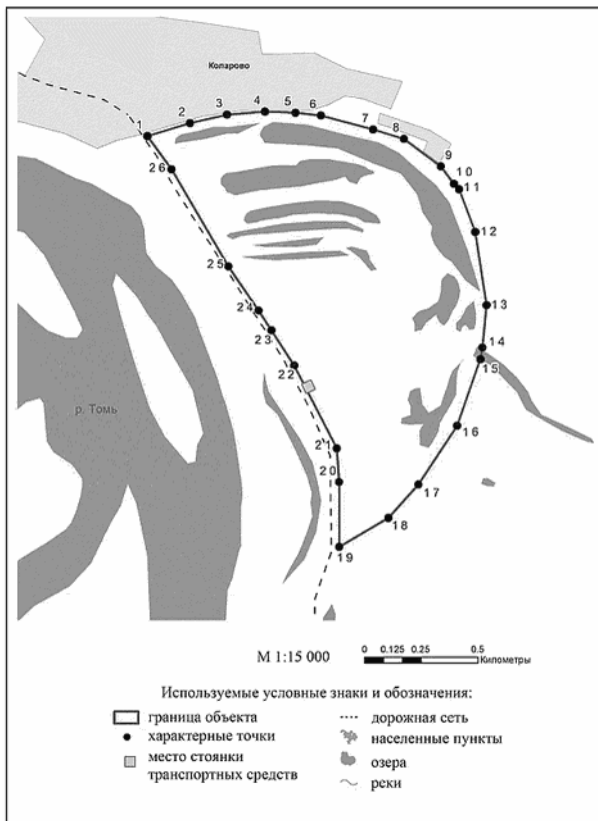 Коларово
1
2
3
4
5
6
7
8
9
10
11
12
13
14
15
16
17
18
19
20
21
22
23
24
25
26
р. Томь
М 1:15 000
0 0.125 0.25 0.5
Километры
Используемые условные знаки и обозначения:
граница объекта
характерные точки
место стоянки
транспортных средств
дорожная сеть
населенные пункты
озера
реки